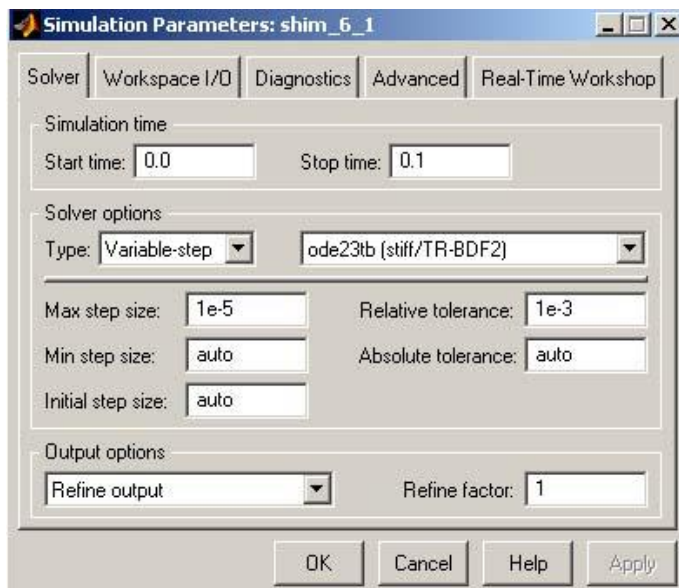 Simulation Parameters: shim_6_1
Solver Workspace I/O Diagnostics Advanced Real-Time Workshop
Simulation time
Start time: 0.0 Stop time: 0.1
Solver options
Type: Variable-step ode23tb (stiff/TR-BDF2)
Max step size: 1e-5 Relative tolerance: 1e-3
Min step size: auto Absolute tolerance: auto
Initial step size: auto
Output options
Refine output Refine factor: 1
OK Cancel Help Apply